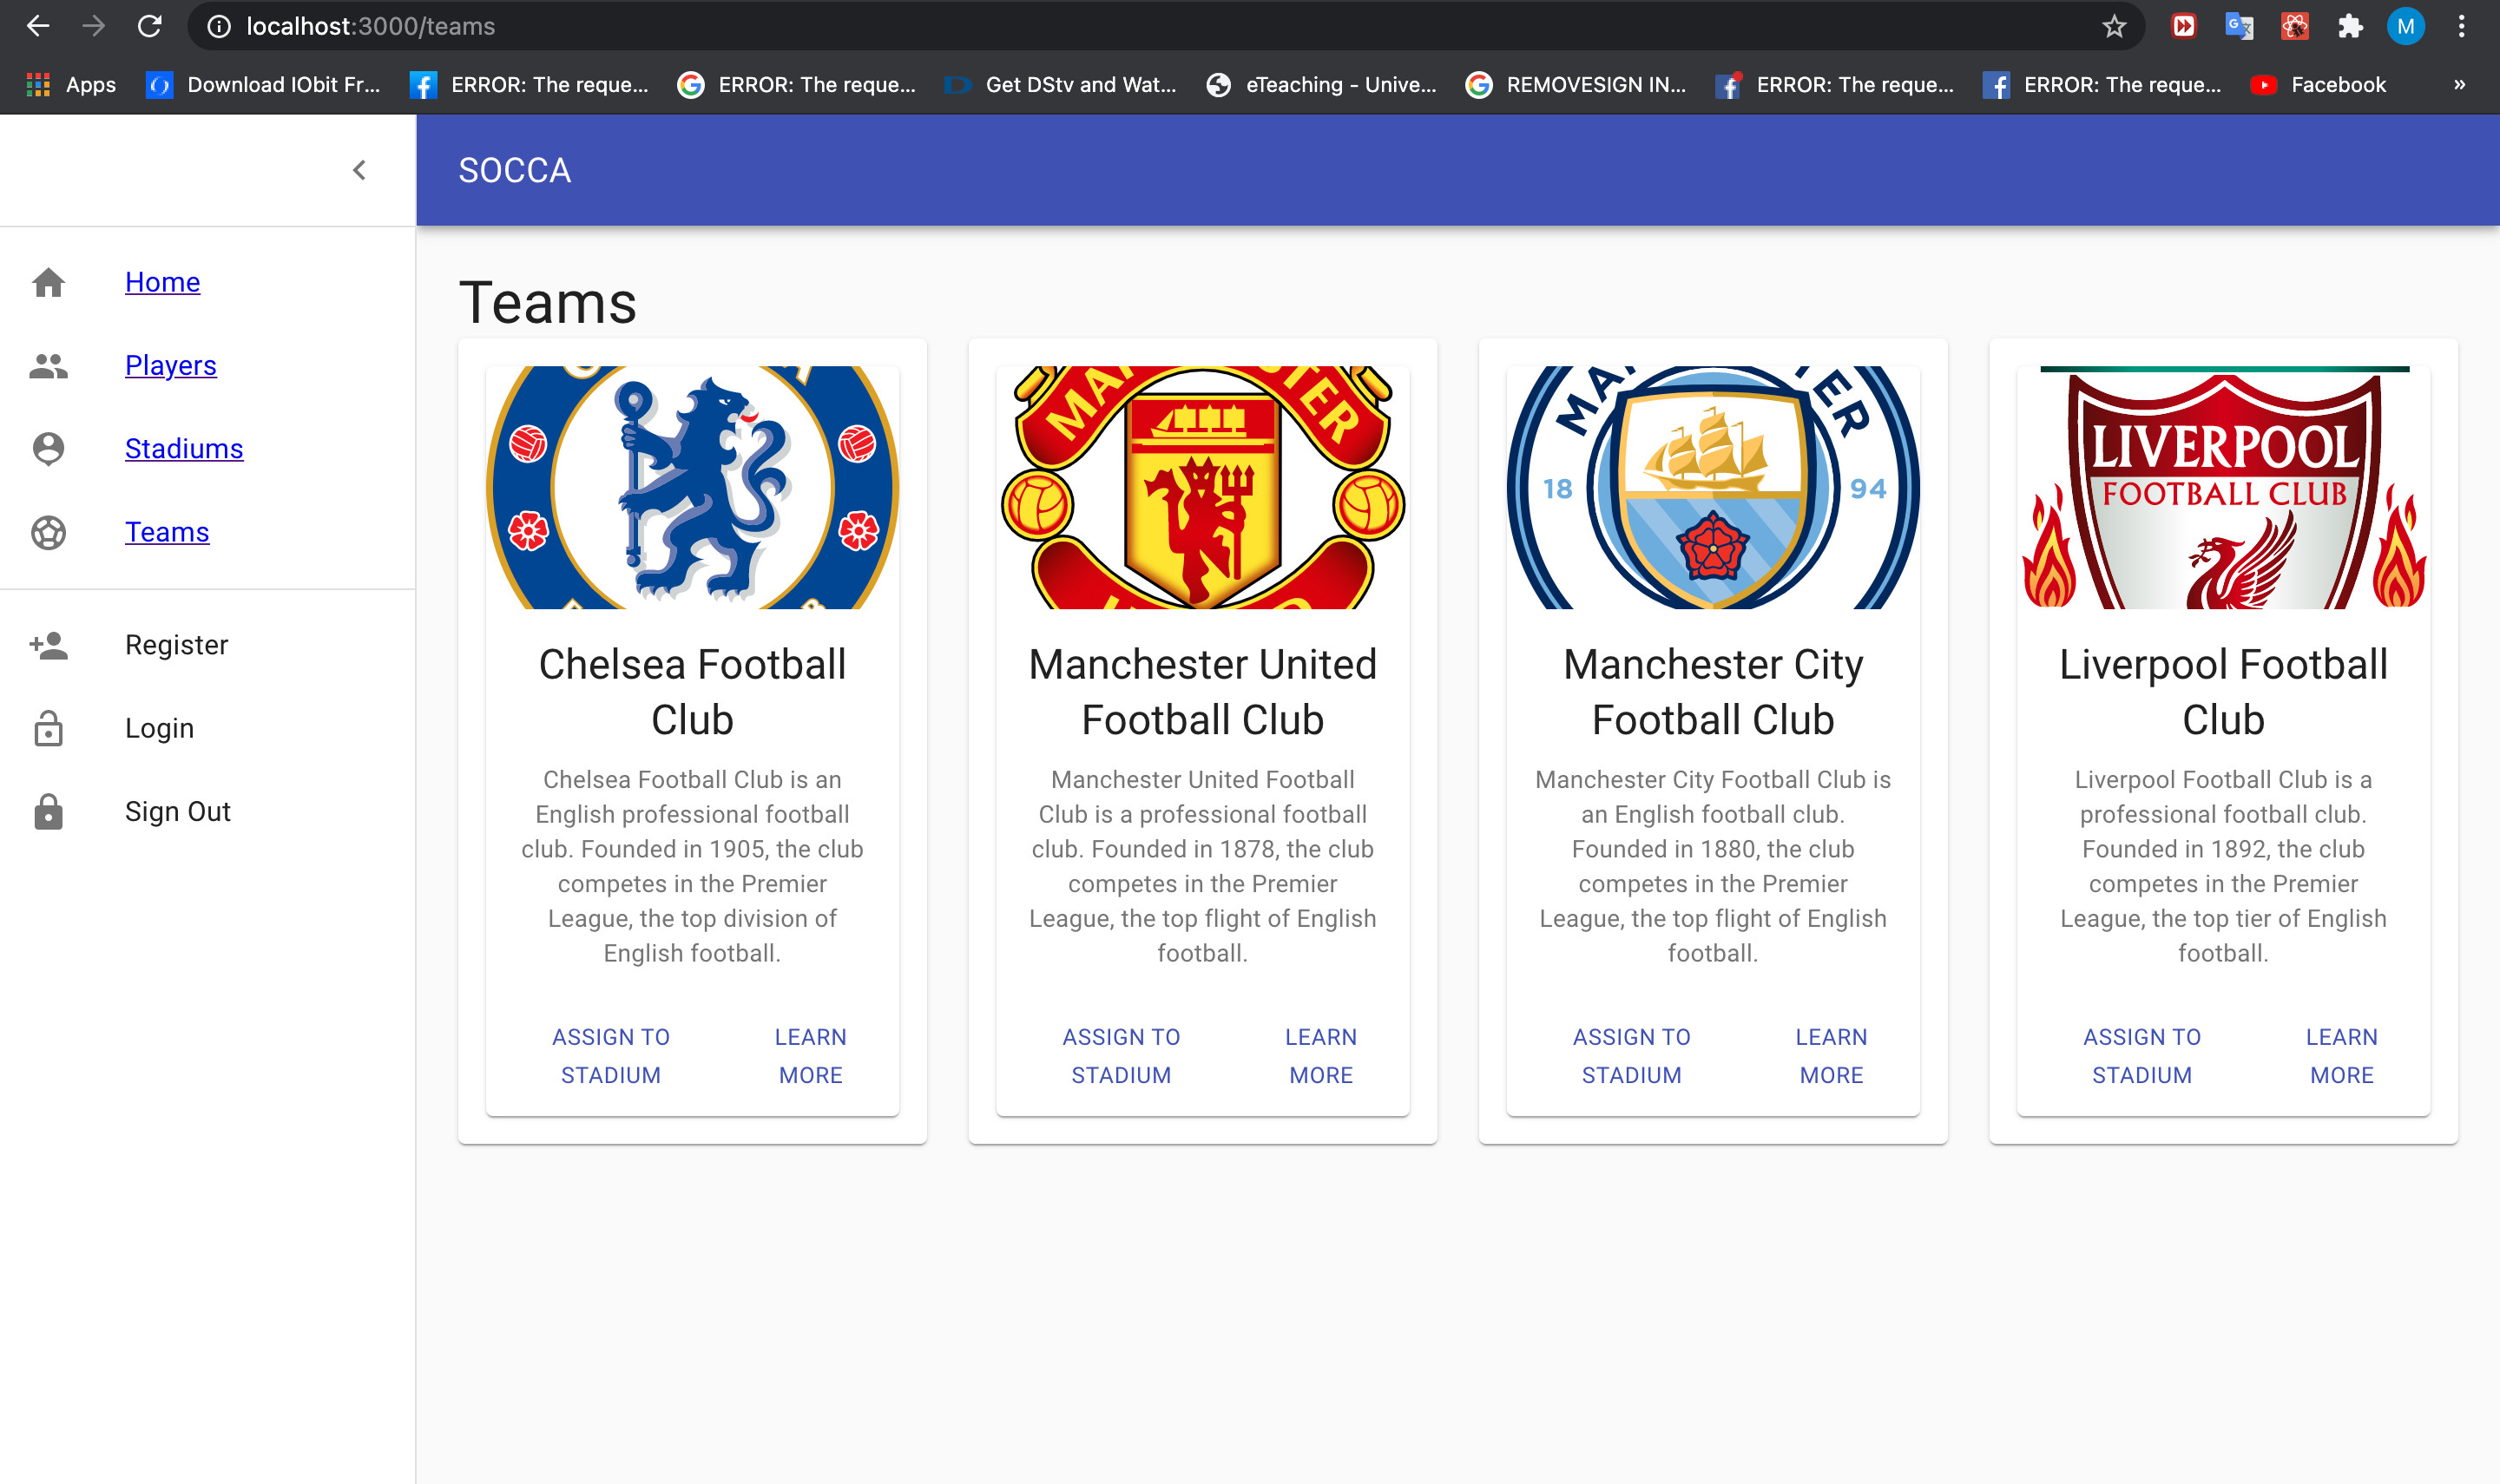 localhost:3000/teams
M
Apps
Download IObit Fr...
ERROR: The reque...
ERROR: The reque...
Get DStv and Wat...
eTeaching - Unive...
REMOVESIGN IN...
ERROR: The reque...
ERROR: The reque...
Facebook
»
SOCCA
Home
Players
Stadiums
Teams
Register
Login
Sign Out
Teams
MAN
STER
MA
ER
18
94
LIVERPOOL
FOOTBALL CLUB
Chelsea Football
Club
Chelsea Football Club is an
English professional football
club. Founded in 1905, the club
competes in the Premier
League, the top division of
English football.
ASSIGN TO
STADIUM
LEARN
MORE
Manchester United
Football Club
Manchester United Football
Club is a professional football
club. Founded in 1878, the club
competes in the Premier
League, the top flight of English
football.
ASSIGN TO
STADIUM
LEARN
MORE
Manchester City
Football Club
Manchester City Football Club is
an English football club.
Founded in 1880, the club
competes in the Premier
League, the top flight of English
football.
ASSIGN TO
STADIUM
LEARN
MORE
Liverpool Football
Club
Liverpool Football Club is a
professional football club.
Founded in 1892, the club
competes in the Premier
League, the top tier of English
football.
ASSIGN TO
STADIUM
LEARN
MORE